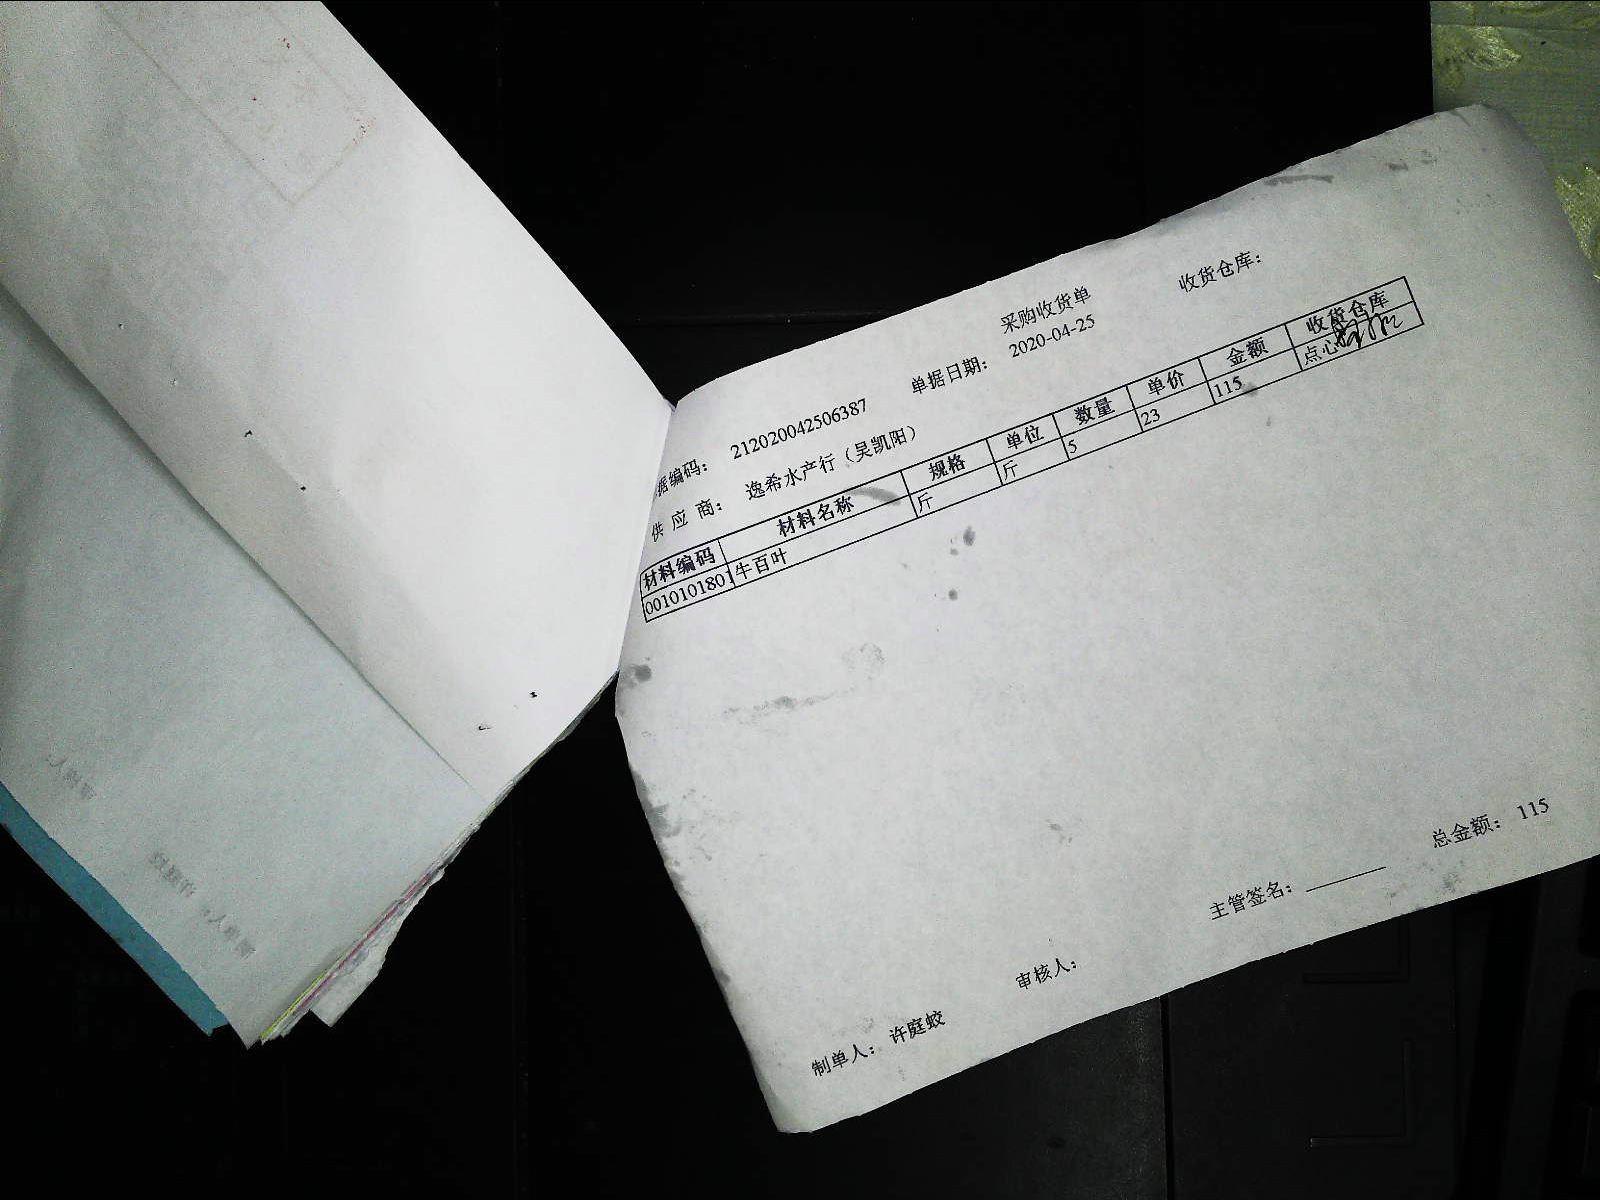 采购收货单
据编码: 212020042506387 单据日期: 2020-04-25 收货仓库:
供 应 商: 逸希水产行(吴凯阳)
材料编码 材料名称 规格 单位 数量 单价 金额 收货仓库
001010180 牛百叶 斤 斤 5 23 115 点心
总金额: 115
制单人: 许庭蛟 审核人: 主管签名: